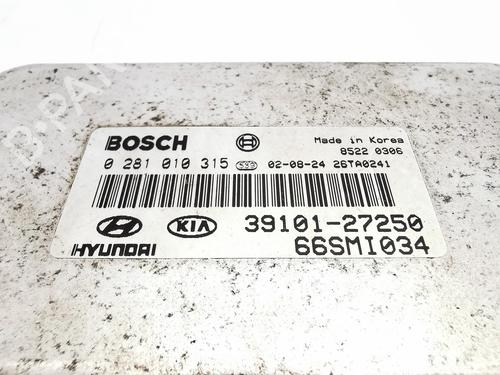 BOSCH
Made in Korea
8522 0306
0 281 010 315
02-08-24 26TA0241
HYUNDAI
KIA
39101-27250
66SMI034